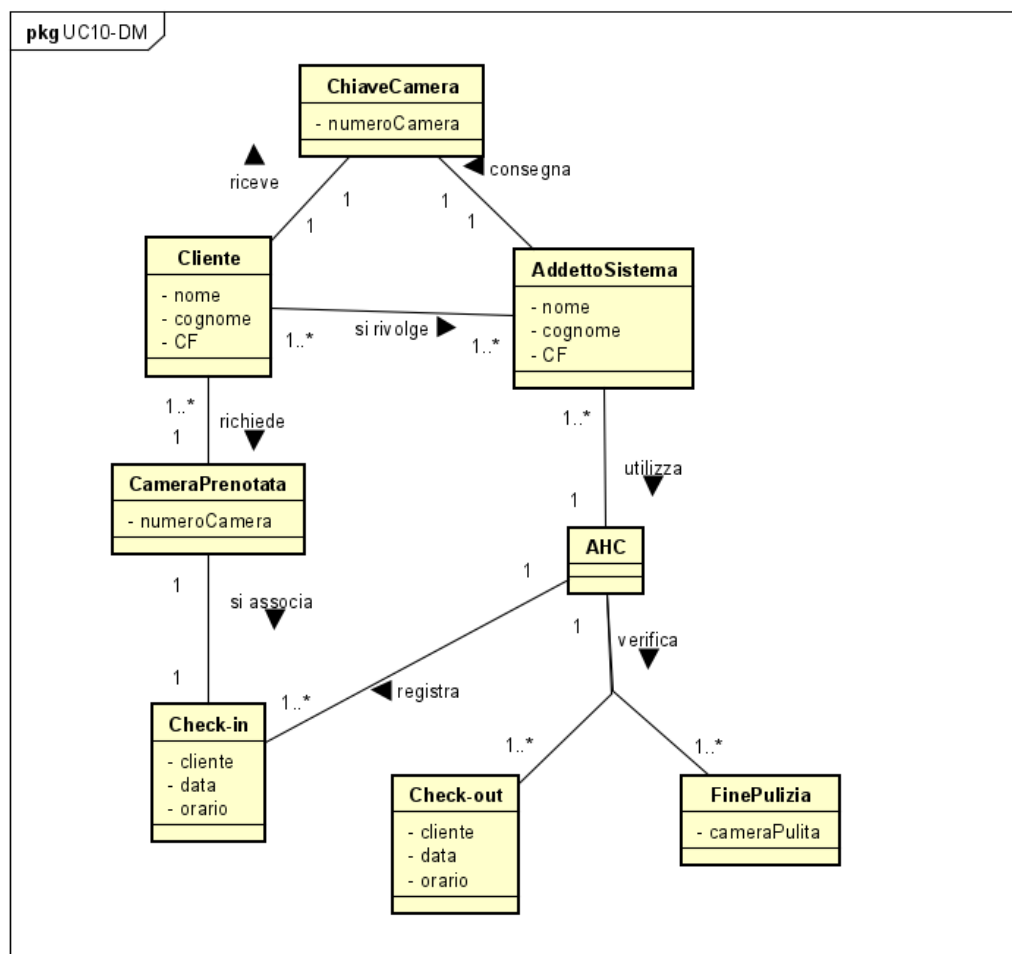 pkg UC10-DM
ChiaveCamera
- numeroCamera
riceve
consegna
1
1
1
1
Cliente
- nome
- cognome
- CF
AddettoSistema
- nome
- cognome
- CF
1..*
si rivolge
1..*
1..*
richiede
1
1..*
utilizza
1
CameraPrenotata
- numeroCamera
AHC
1
si associa
1
1
1
verifica
registra
1..*
Check-in
- cliente
- data
- orario
1..*
1..*
Check-out
- cliente
- data
- orario
FinePulizia
- cameraPulita